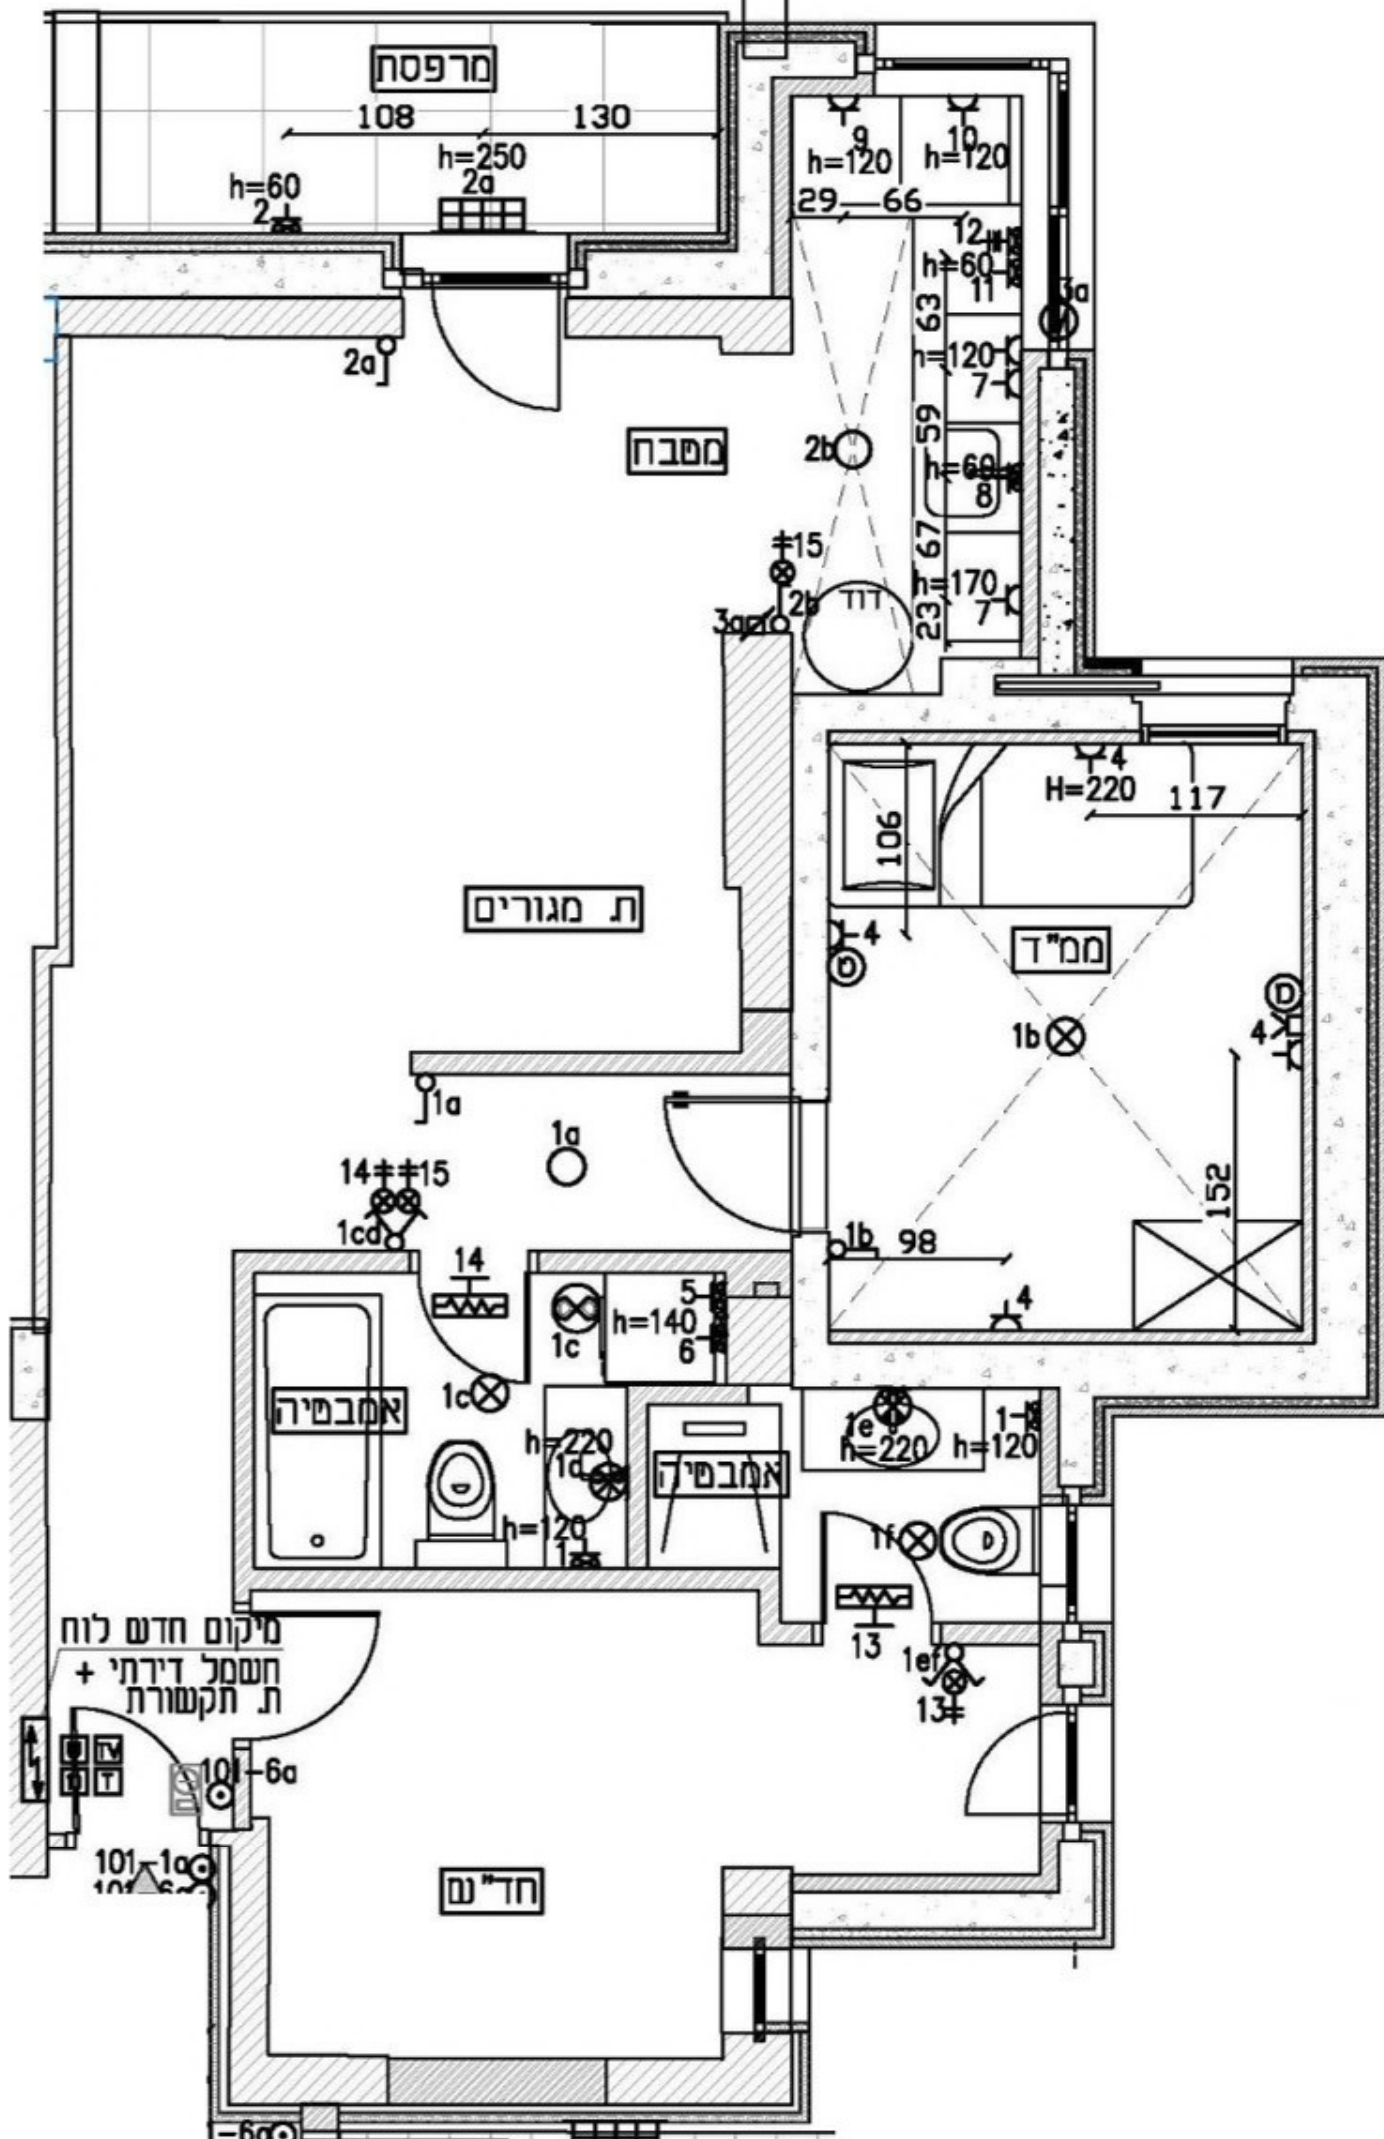 מרפסת
108
130
h=250
2a
h=60
2
9
h=120
10
h=120
29
66
12
h=60
11
3a
63
h=120
7
2a
מטבח
2b
59
h=60
8
15
67
h=170
7
2b
דוד
3a
23
4
H=220
117
106
ת. מגורים
4
ממ"ד
ט
ט
1b
4
1a
1a
152
14
15
1cd
1b
98
14
4
5
h=140
6
1c
1c
אמבטיה
h=220
1d
h=120
1
אמבטיה
1e
h=220
1
h=120
1f
13
1ef
13
מיקום חדש לוח
חשמל דירתי +
ת. תקשורת
TV
T
101-6a
101-1a
חד"ש
1-6a